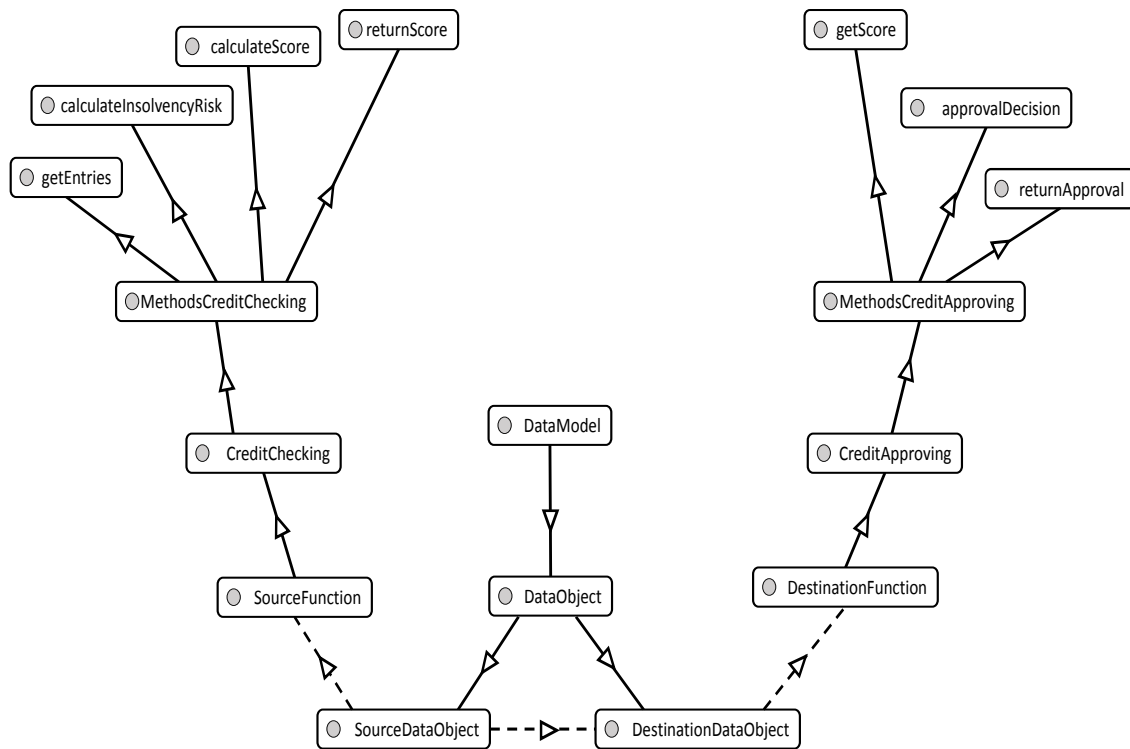 returnScore
getScore
calculateScore
calculateInsolvencyRisk
approvalDecision
getEntries
returnApproval
MethodsCreditChecking
MethodsCreditApproving
DataModel
CreditChecking
CreditApproving
SourceFunction
DataObject
DestinationFunction
SourceDataObject
DestinationDataObject